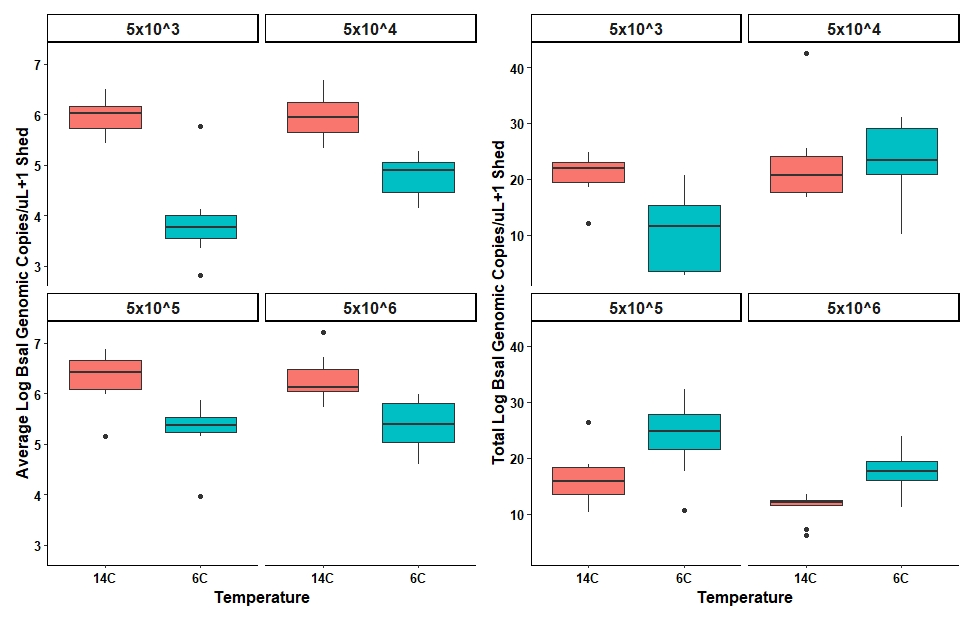 5x10^3
5x10^4
7
6
5
4
3
5x10^5
5x10^6
7
6
5
4
3
14C
6C
14C
6C
Temperature
Average Log Bsal Genomic Copies/uL+1 Shed
5x10^3
5x10^4
40
30
20
10
5x10^5
5x10^6
40
30
20
10
14C
6C
14C
6C
Temperature
Total Log Bsal Genomic Copies/uL+1 Shed